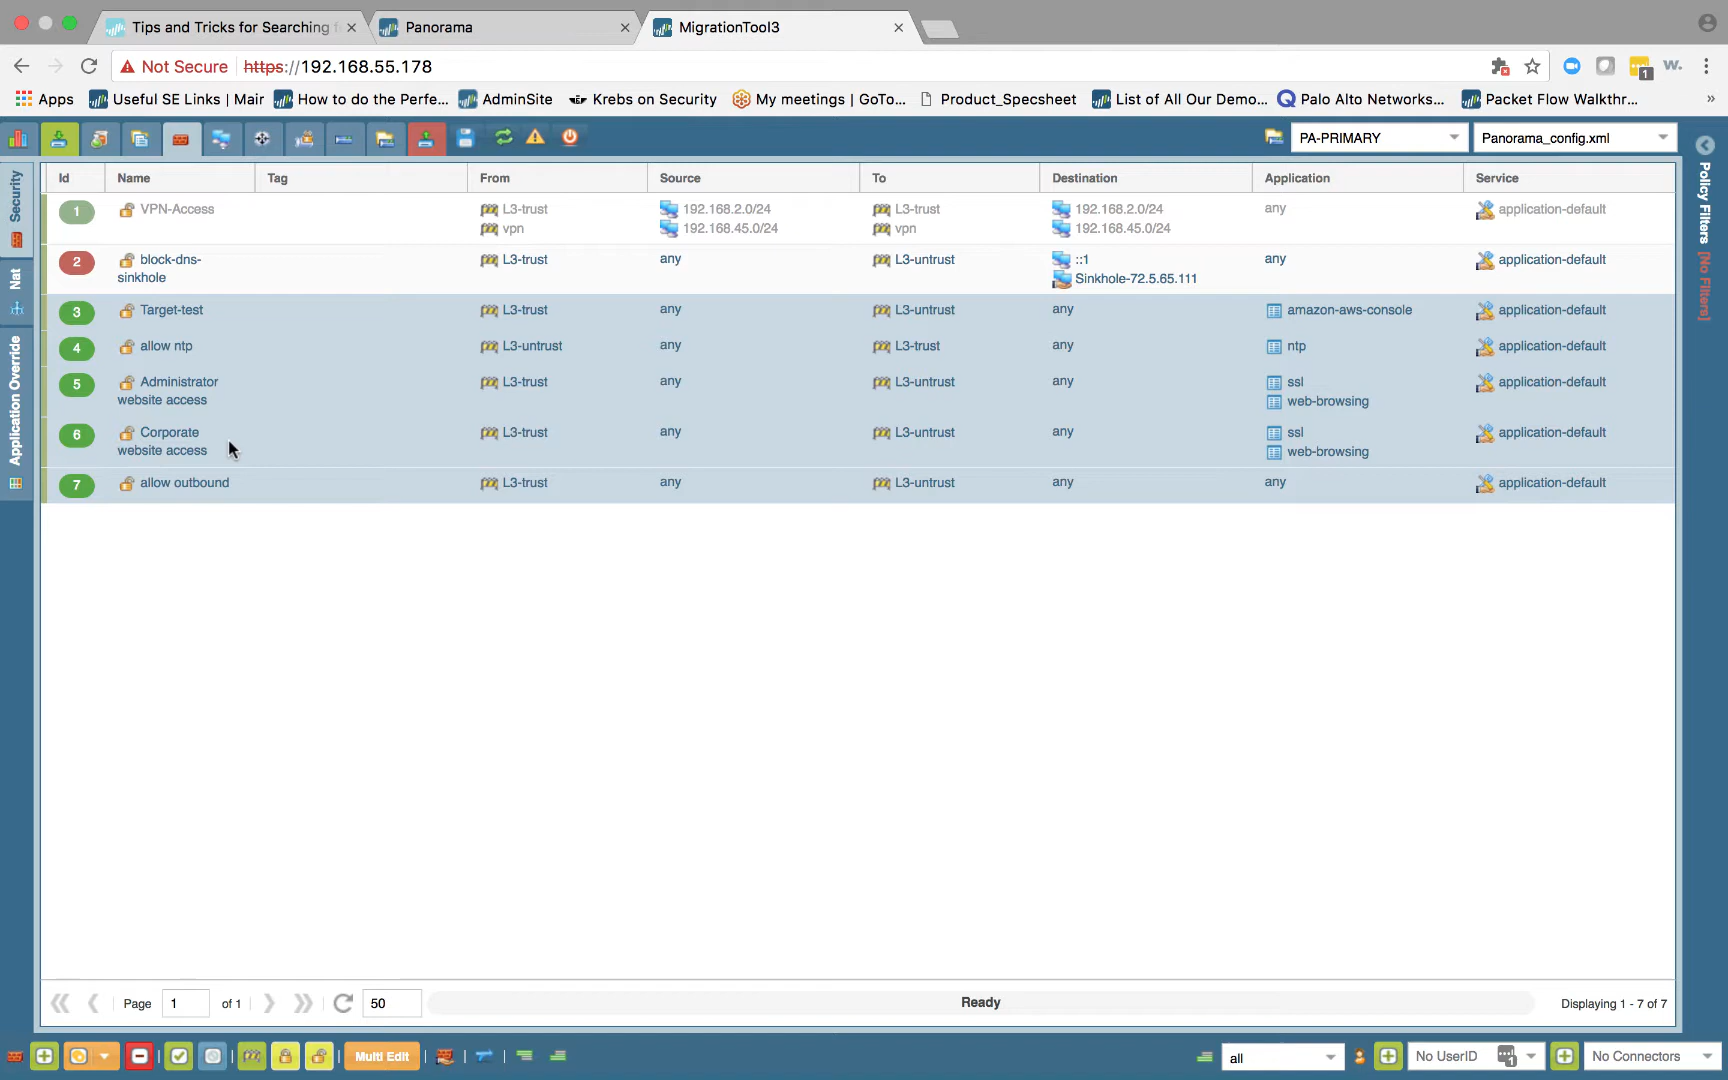 Tips and Tricks for Searching f
Panorama
MigrationTool3
Not Secure https://192.168.55.178
1
W.
Apps Useful SE Links | Mair How to do the Perfe... AdminSite Krebs on Security My meetings | GoTo... Product_Specsheet List of All Our Demo... Palo Alto Networks... Packet Flow Walkthr... »
PA-PRIMARY
Panorama_config.xml
Security
Nat
Application Override
Policy Filters [No Filters]
Id Name Tag From Source To Destination Application Service
1 VPN-Access L3-trust 192.168.2.0/24 L3-trust 192.168.2.0/24 any application-default
vpn 192.168.45.0/24 vpn 192.168.45.0/24
2 block-dns- L3-trust any L3-untrust ::1 any application-default
sinkhole Sinkhole-72.5.65.111
3 Target-test L3-trust any L3-untrust any amazon-aws-console application-default
4 allow ntp L3-untrust any L3-trust any ntp application-default
5 Administrator L3-trust any L3-untrust any ssl application-default
website access web-browsing
6 Corporate L3-trust any L3-untrust any ssl application-default
website access web-browsing
7 allow outbound L3-trust any L3-untrust any any application-default
Page 1 of 1 50 Ready Displaying 1 - 7 of 7
Multi Edit all No UserID 1 No Connectors